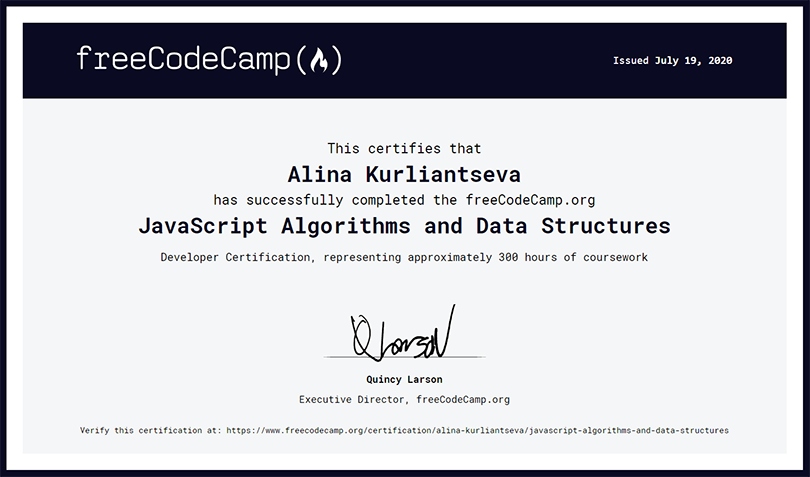 freeCodeCamp(🔥)
Issued July 19, 2020
This certifies that
Alina Kurliantseva
has successfully completed the freeCodeCamp.org
JavaScript Algorithms and Data Structures
Developer Certification, representing approximately 300 hours of coursework
Q Larson
Quincy Larson
Executive Director, freeCodeCamp.org
Verify this certification at: https://www.freecodecamp.org/certification/alina-kurliantseva/javascript-algorithms-and-data-structures